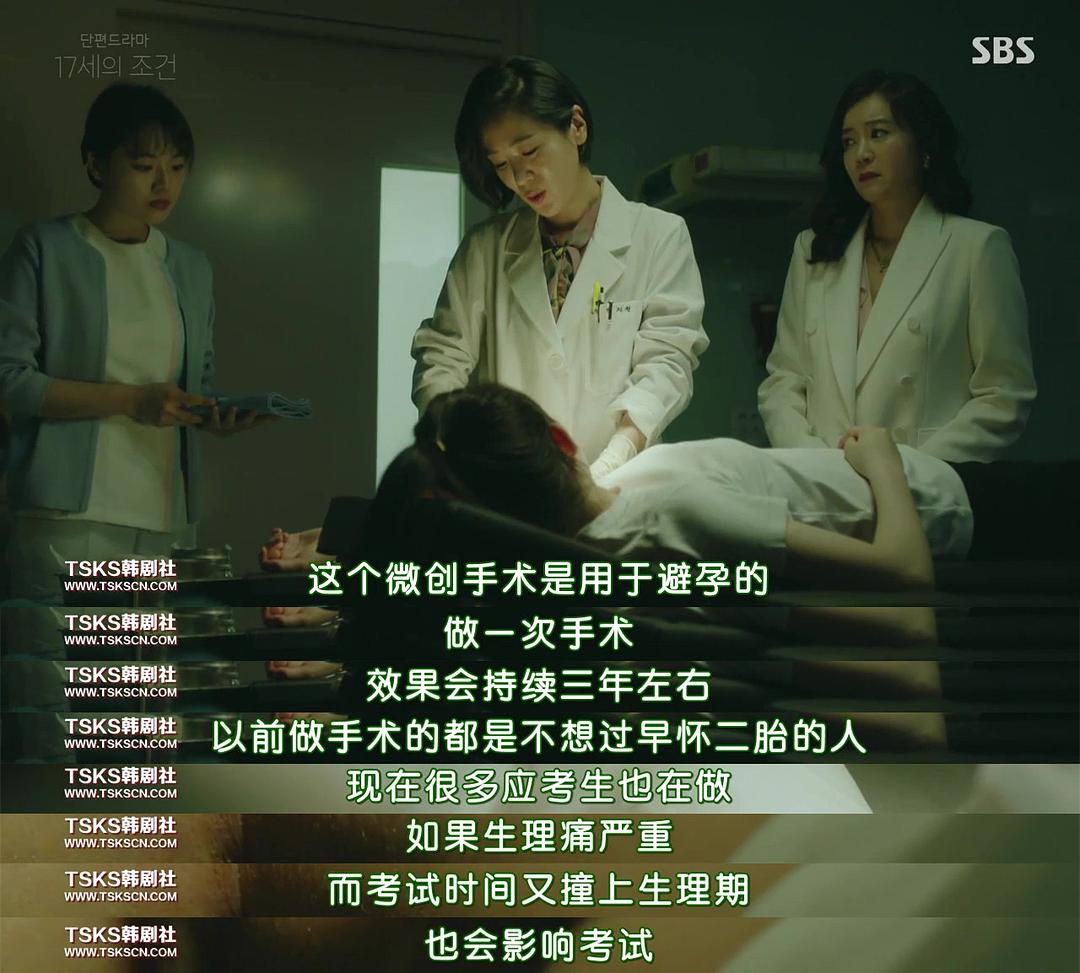 단편드라마
17세의 조건
SBS
TSKS韩剧社
WWW.TSKSCN.COM
这个微创手术是用于避孕的
TSKS韩剧社
WWW.TSKSCN.COM
做一次手术
TSKS韩剧社
WWW.TSKSCN.COM
效果会持续三年左右
TSKS韩剧社
WWW.TSKSCN.COM
以前做手术的都是不想过早怀二胎的人
TSKS韩剧社
WWW.TSKSCN.COM
现在很多应考生也在做
TSKS韩剧社
WWW.TSKSCN.COM
如果生理痛严重
TSKS韩剧社
WWW.TSKSCN.COM
而考试时间又撞上生理期
TSKS韩剧社
WWW.TSKSCN.COM
也会影响考试